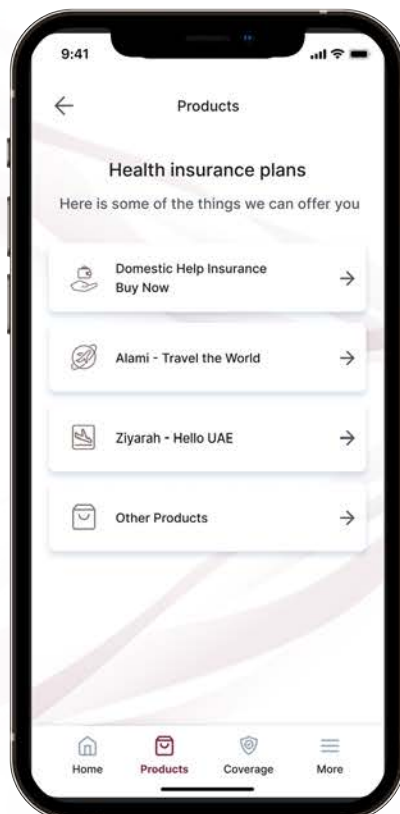 9:41
Products
Health insurance plans
Here is some of the things we can offer you
Domestic Help Insurance
Buy Now
Alami - Travel the World
Ziyarah - Hello UAE
Other Products
Home Products Coverage More